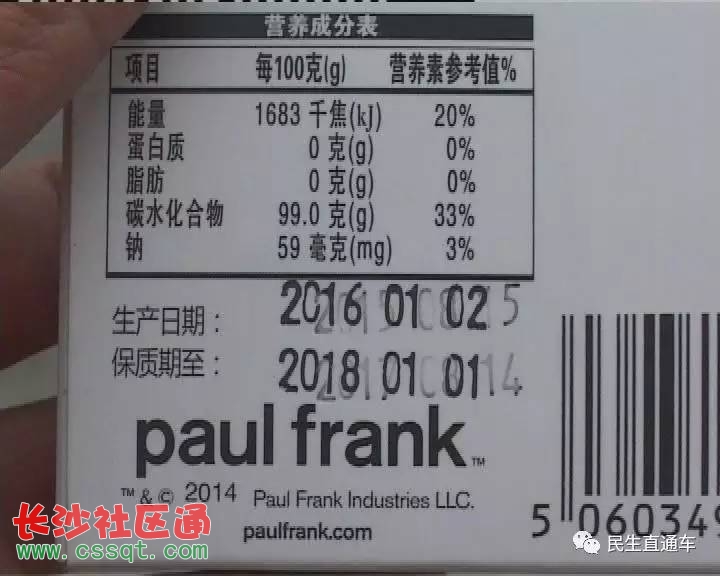 营养成分表
项目 每100克(g) 营养素参考值%
能量 1683 千焦(kJ) 20%
蛋白质 0 克(g) 0%
脂肪 0 克(g) 0%
碳水化合物 99.0 克(g) 33%
钠 59 毫克(mg) 3%
生产日期： 2016 01 02
保质期至： 2018 01 01
paul frank™
™ & © 2014 Paul Frank Industries LLC.
paulfrank.com
5 060349
长沙社区通
www.cssqt.com
民生直通车